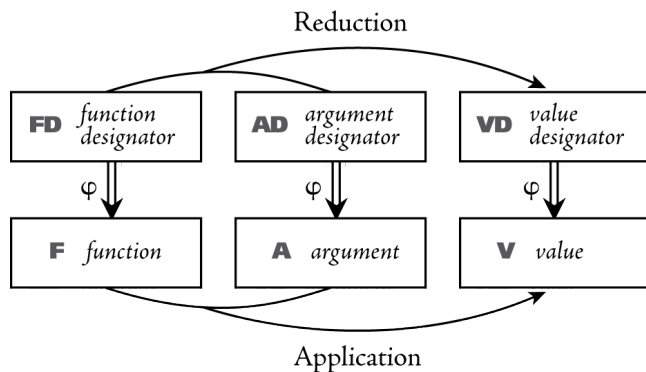 Reduction
FD function designator
AD argument designator
VD value designator
φ
φ
φ
F function
A argument
V value
Application